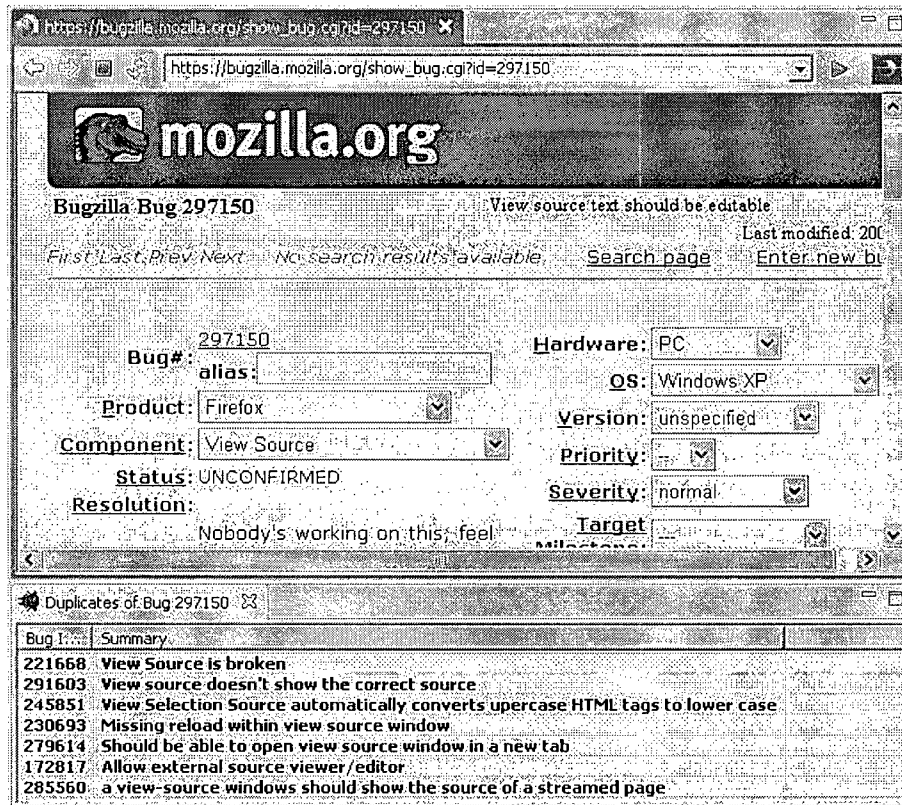 https://bugzilla.mozilla.org/show_bug.cgi?id=297150
https://bugzilla.mozilla.org/show_bug.cgi?id=297150
mozilla.org
Bugzilla Bug 297150 View source text should be editable
Last modified: 200
First Last Prev Next No search results available Search page Enter new bu
Bug#: 297150
alias:
Hardware: PC
OS: Windows XP
Product: Firefox
Version: unspecified
Component: View Source
Priority: --
Status: UNCONFIRMED
Severity: normal
Resolution:
Target Milestone: ---
Nobody's working on this, feel
Duplicates of Bug 297150
Bug I... Summary
221668 View Source is broken
291603 View source doesn't show the correct source
245851 View Selection Source automatically converts upercase HTML tags to lower case
230693 Missing reload within view source window
279614 Should be able to open view source window in a new tab
172817 Allow external source viewer/editor
285560 a view-source windows should show the source of a streamed page